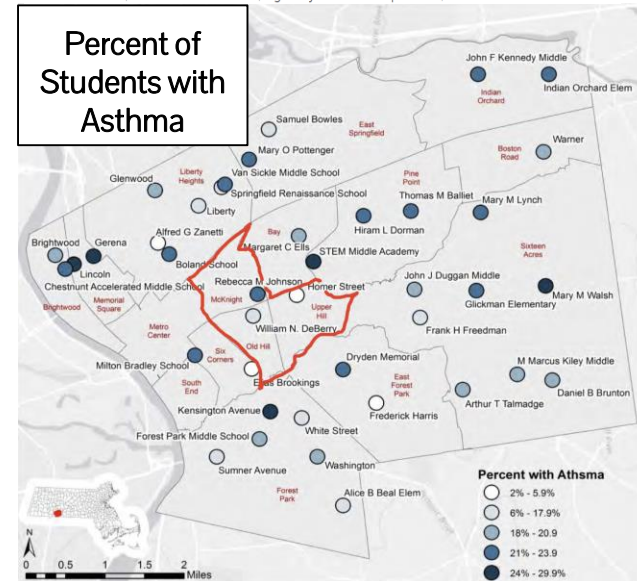 Percent of
Students with
Asthma
John F Kennedy Middle
Indian Orchard Elem
Indian
Orchard
Samuel Bowles
East
Springfield
Boston
Road
Warner
Mary O Pottenger
Liberty
Heights
Van Sickle Middle School
Glenwood
Springfield Renaissance School
Pine
Point
Thomas M Balliet
Mary M Lynch
Liberty
Hiram L Dorman
Alfred G Zanetti
Bay
Margaret C Ells
STEM Middle Academy
Sixteen
Acres
Brightwood
Gerena
Boland School
Lincoln
Chestnunt Accelerated Middle School
Rebecca M Johnson
Homer Street
John J Duggan Middle
Glickman Elementary
Mary M Walsh
Brightwood
Memorial
Square
McKnight
Upper
Hill
Metro
Center
William N. DeBerry
Frank H Freedman
Six
Corners
Old Hill
Milton Bradley School
Dryden Memorial
M Marcus Kiley Middle
South
End
Elias Brookings
East
Forest
Park
Daniel B Brunton
Arthur T Talmadge
Kensington Avenue
Frederick Harris
White Street
Forest Park Middle School
Sumner Avenue
Washington
Forest
Park
Alice B Beal Elem
Percent with Athsma
2% - 5.9%
6% - 17.9%
18% - 20.9
21% - 23.9
24% - 29.9%
N
0 0.5 1 1.5 2
Miles